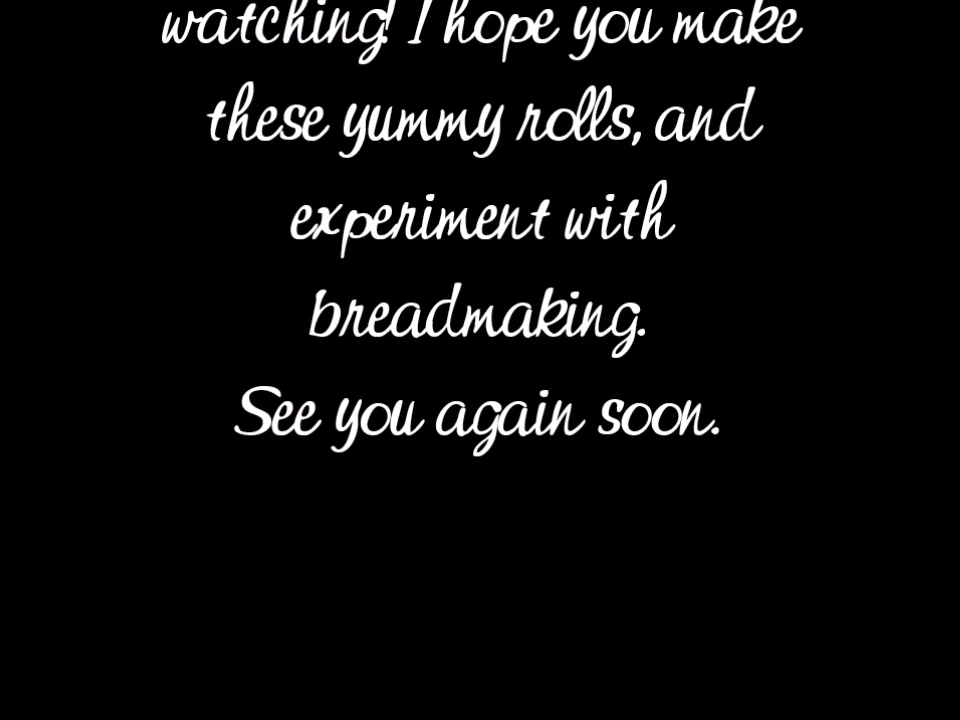 watching! I hope you make
these yummy rolls, and
experiment with
breadmaking.
See you again soon.